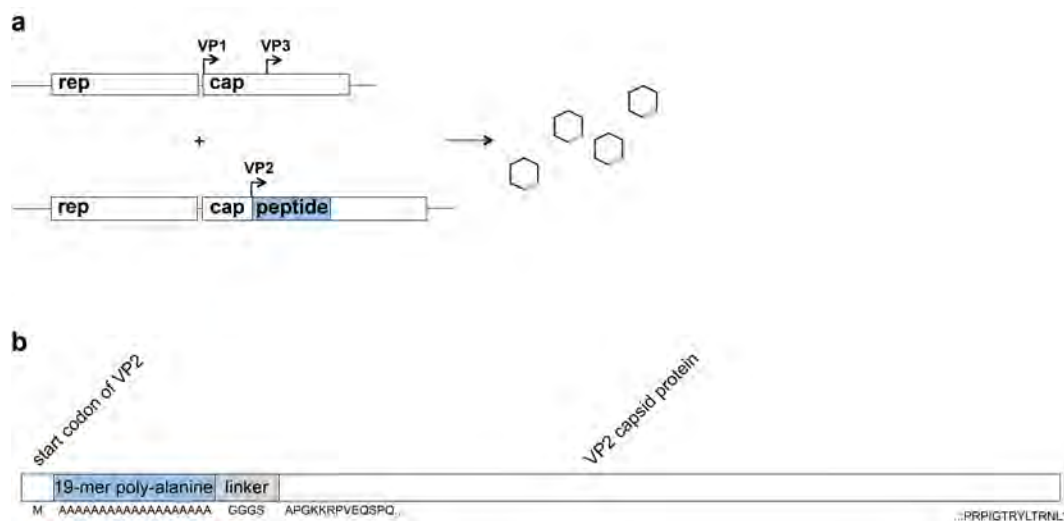 a
VP1 VP3
rep cap
+
VP2
rep cap peptide
b
start codon of VP2
VP2 capsid protein
19-mer poly-alanine linker
M AAAAAAAAAAAAAAAAAAA GGGS APGKKRPVEQSPQ... ...PRPIGTRYLTRNL